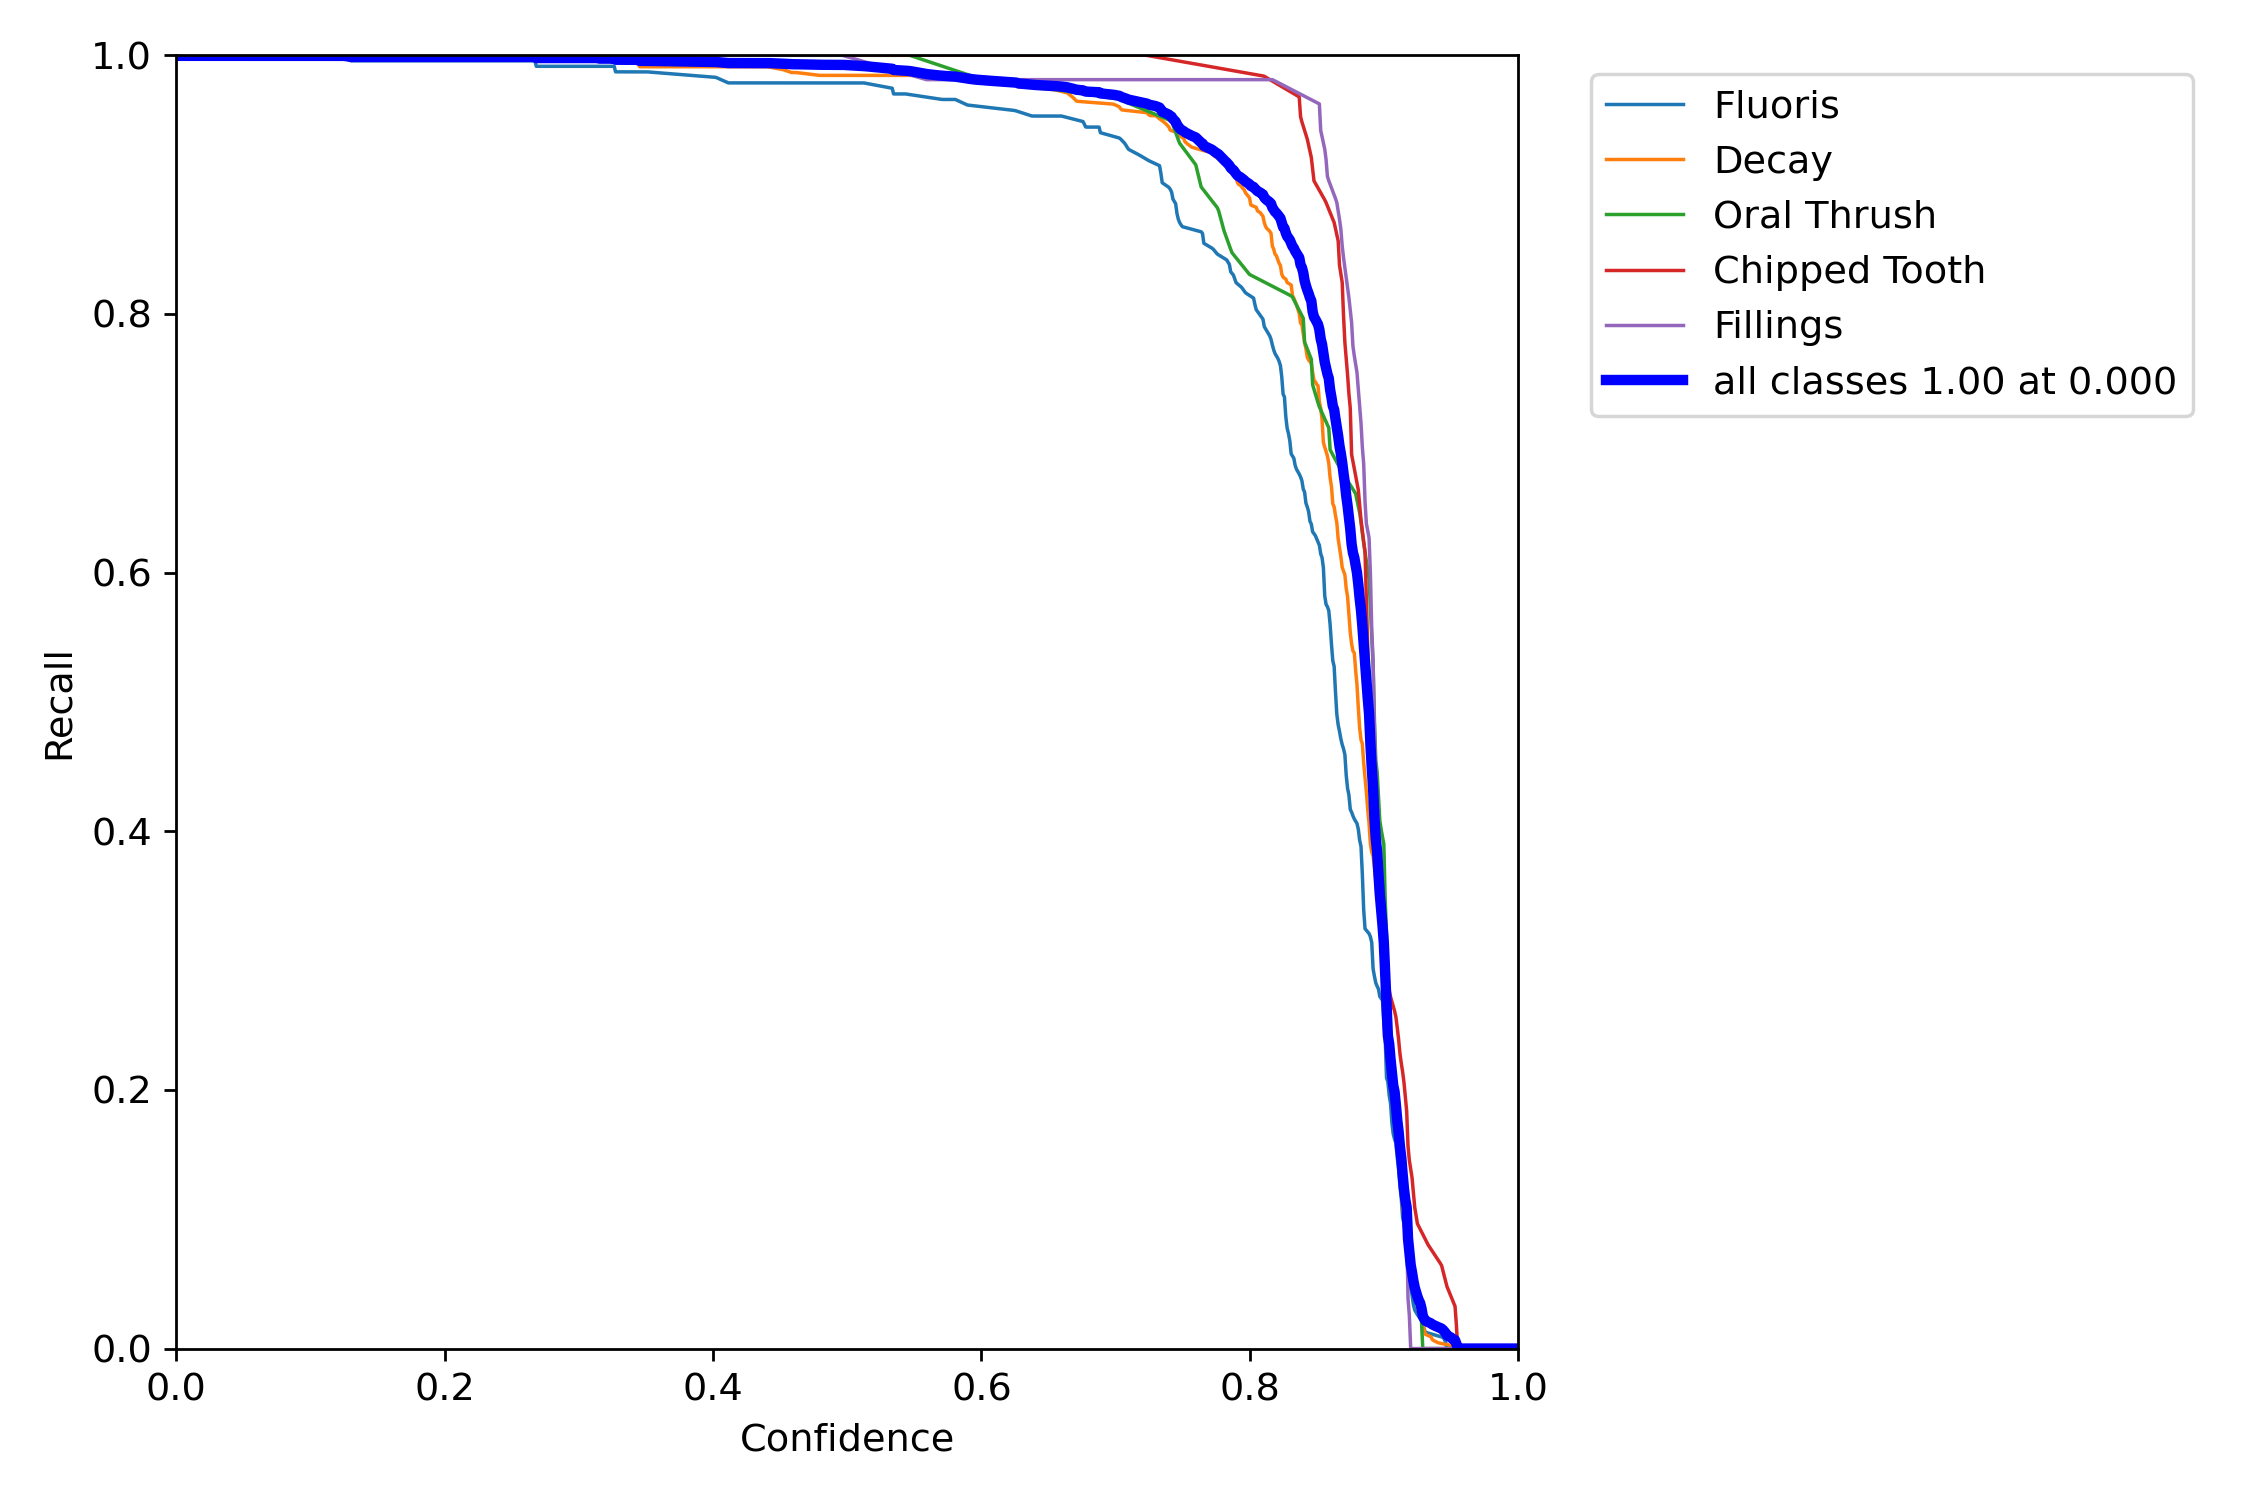 1.0
0.8
0.6
0.4
0.2
0.0
Recall
0.0 0.2 0.4 0.6 0.8 1.0
Confidence
Fluoris
Decay
Oral Thrush
Chipped Tooth
Fillings
all classes 1.00 at 0.000